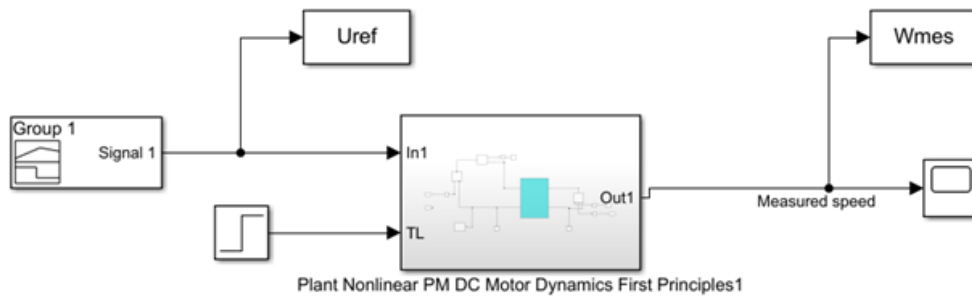 Uref
Wmes
Group 1
Signal 1
In1
Out1
Measured speed
TL
Plant Nonlinear PM DC Motor Dynamics First Principles1